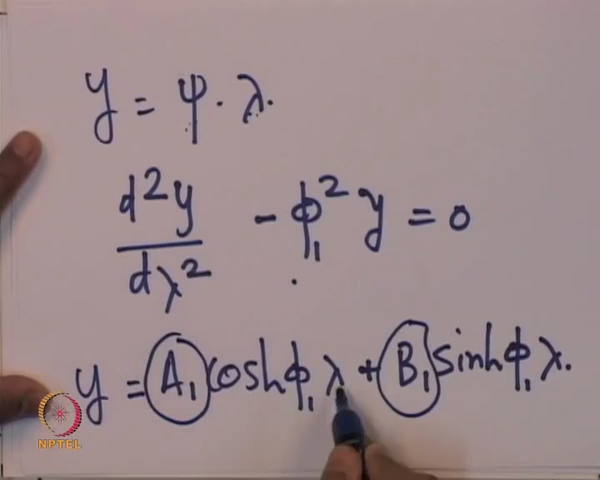 y = ψ · λ.
d²y/dλ² - φ₁² y = 0
y = A₁ cosh φ₁ λ + B₁ sinh φ₁ λ.
NPTEL